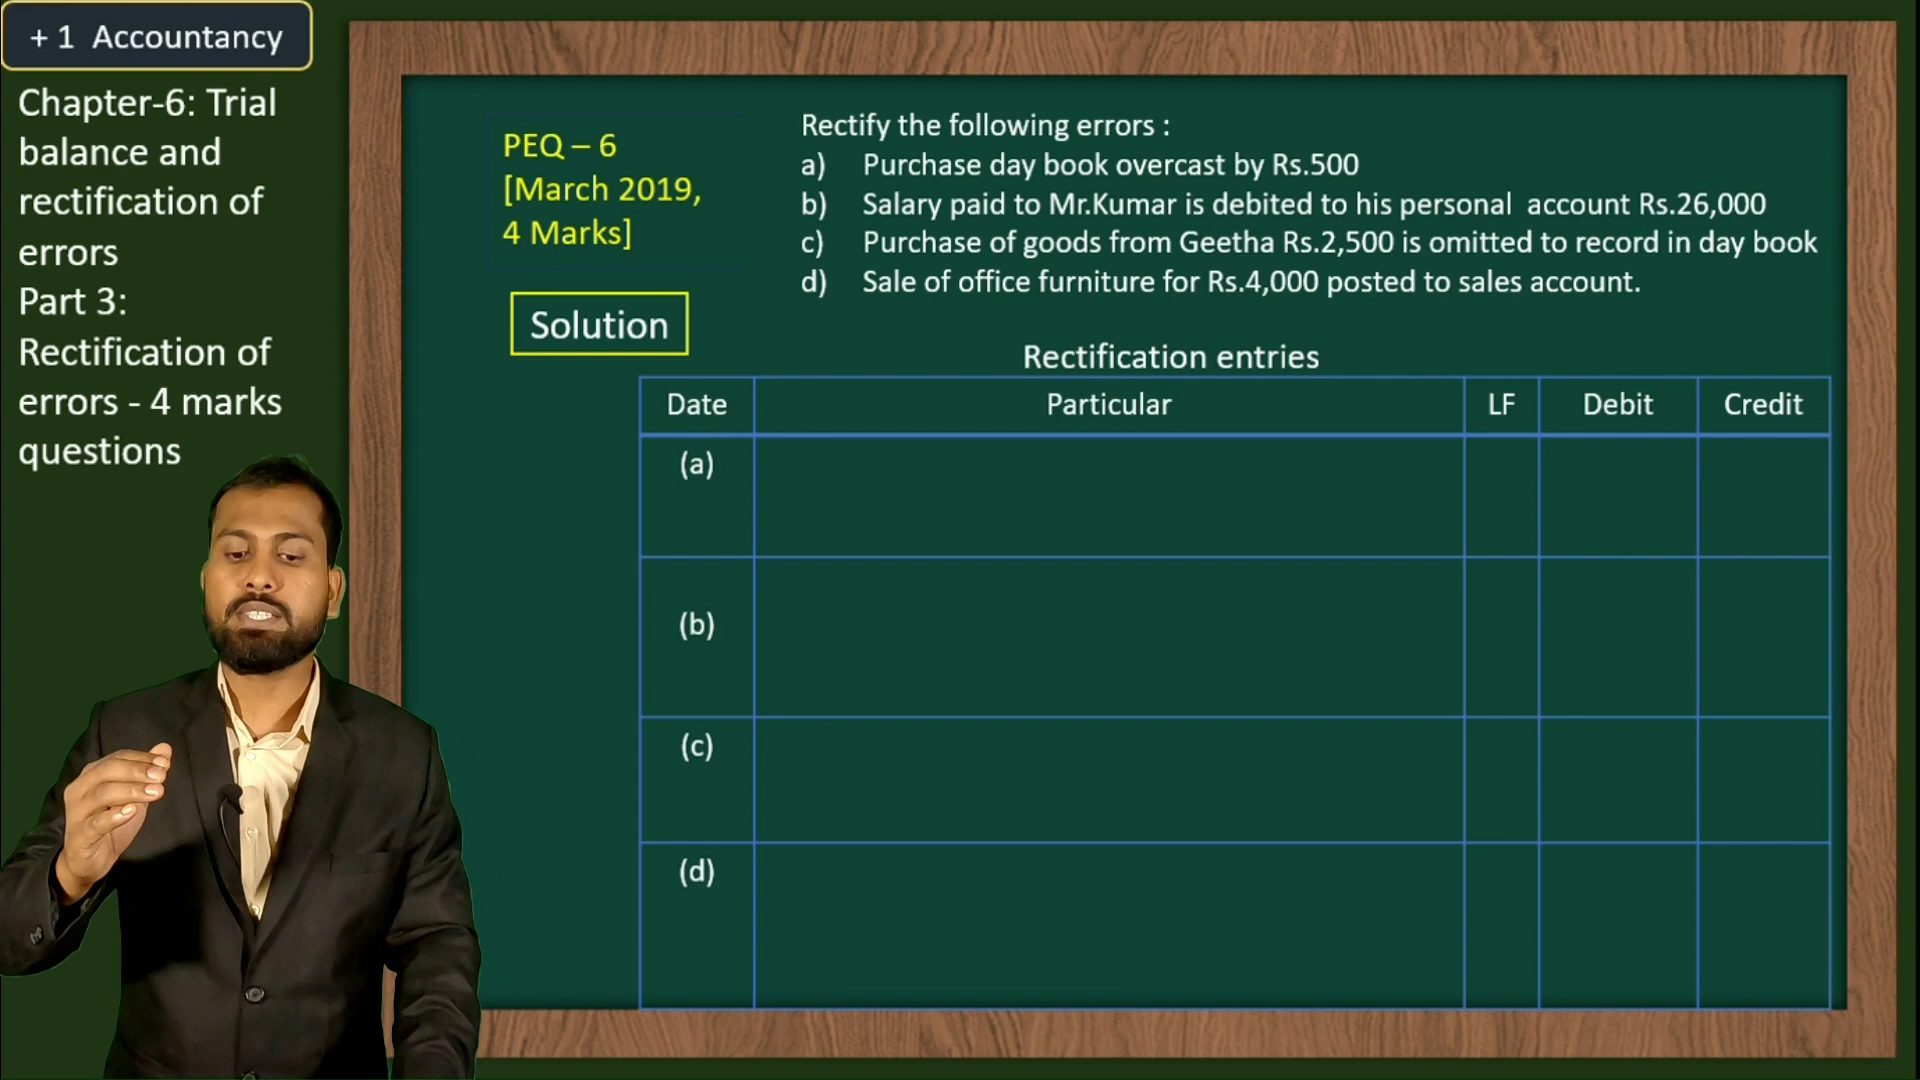 + 1 Accountancy
Chapter-6: Trial
balance and
rectification of
errors
Part 3:
Rectification of
errors - 4 marks
questions
PEQ – 6
[March 2019,
4 Marks]
Rectify the following errors :
a) Purchase day book overcast by Rs.500
b) Salary paid to Mr.Kumar is debited to his personal account Rs.26,000
c) Purchase of goods from Geetha Rs.2,500 is omitted to record in day book
d) Sale of office furniture for Rs.4,000 posted to sales account.
Solution
Rectification entries
Date Particular LF Debit Credit
(a)
(b)
(c)
(d)